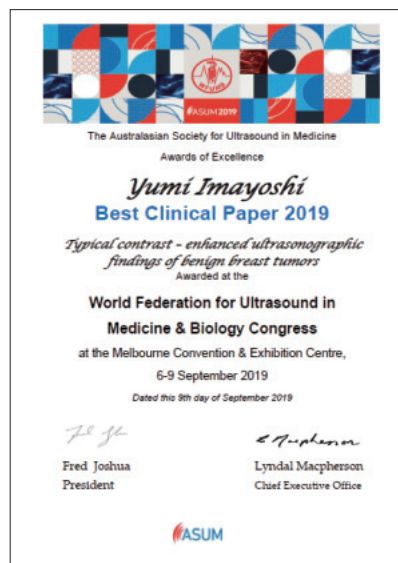 WFUMB
ASUM2019
The Australasian Society for Ultrasound in Medicine
Awards of Excellence
Yumi Imayoshi
Best Clinical Paper 2019
Typical contrast - enhanced ultrasonographic
findings of benign breast tumors
Awarded at the
World Federation for Ultrasound in
Medicine & Biology Congress
at the Melbourne Convention & Exhibition Centre,
6-9 September 2019
Dated this 9th day of September 2019
Fred Joshua
Lyndal Macpherson
President
Chief Executive Office
ASUM